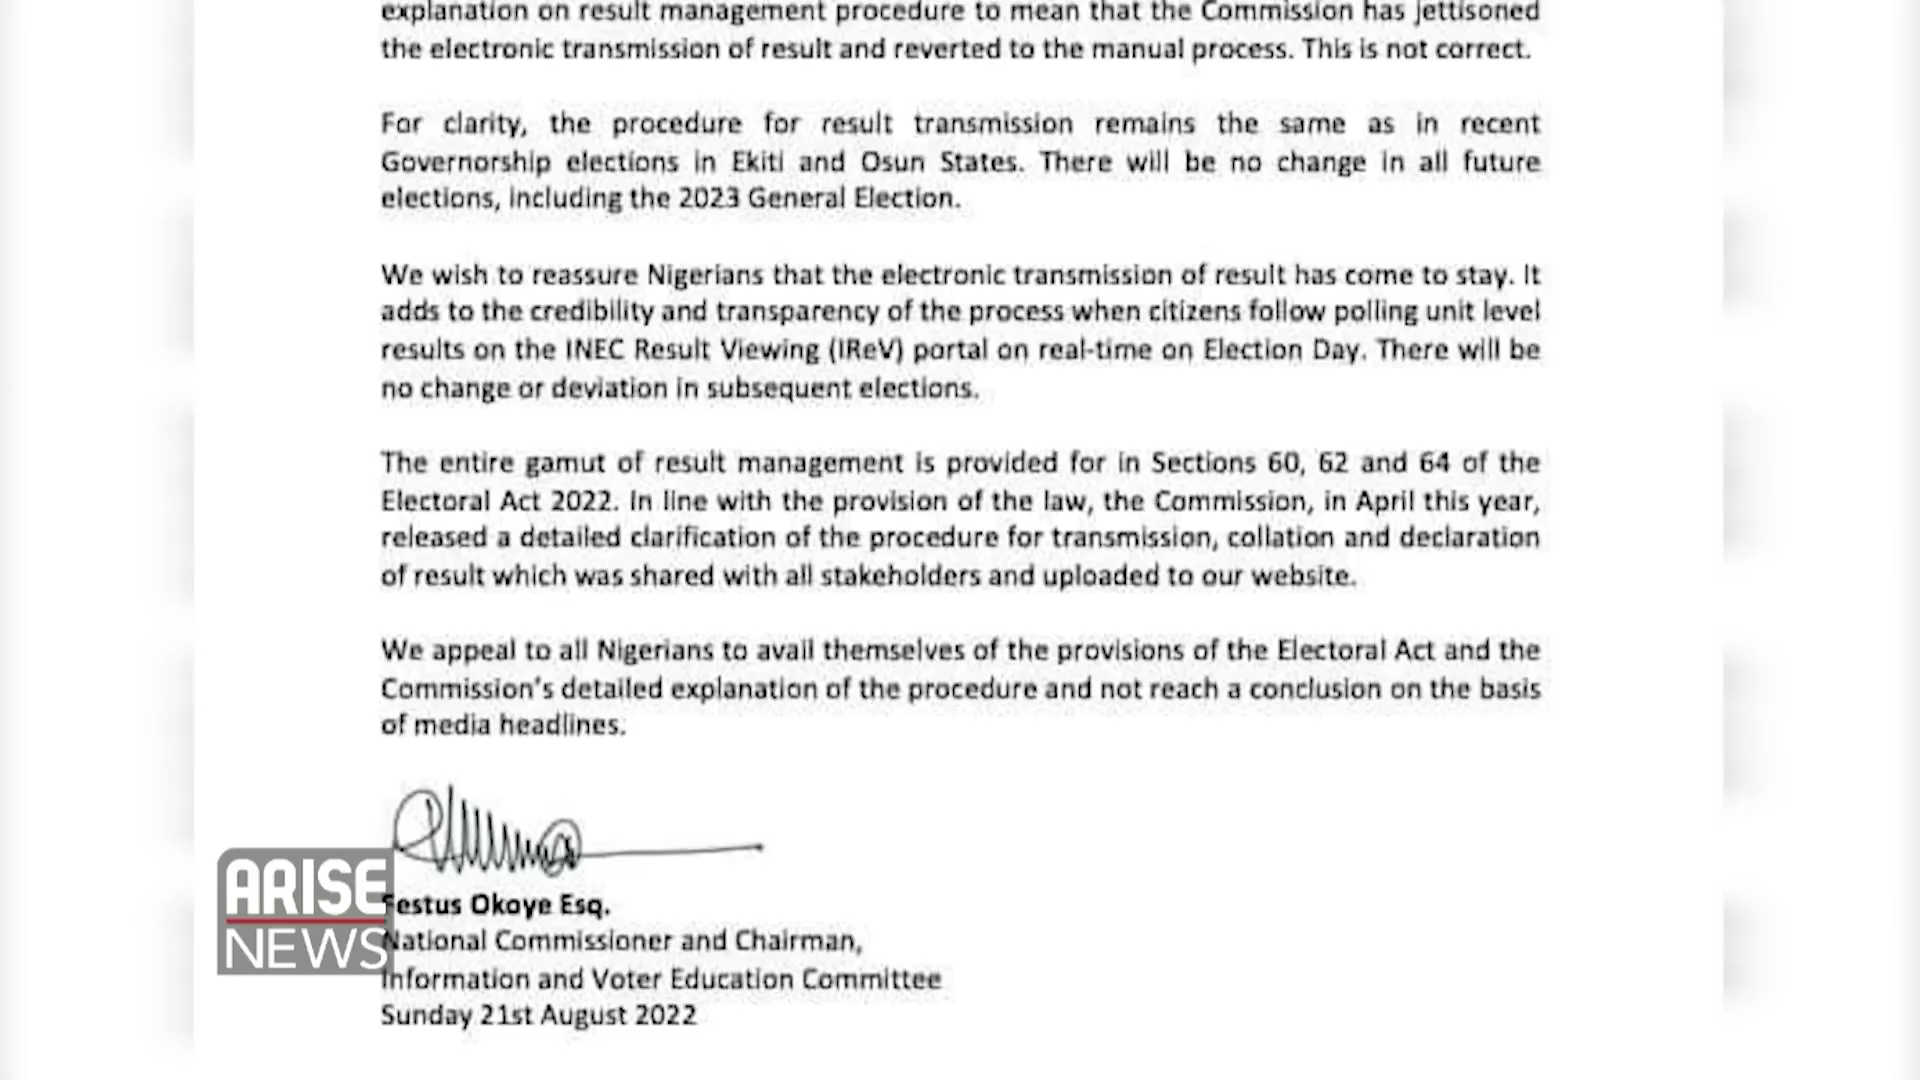 explanation on result management procedure to mean that the Commission has jettisoned
the electronic transmission of result and reverted to the manual process. This is not correct.
For clarity, the procedure for result transmission remains the same as in recent
Governorship elections in Ekiti and Osun States. There will be no change in all future
elections, including the 2023 General Election.
We wish to reassure Nigerians that the electronic transmission of result has come to stay. It
adds to the credibility and transparency of the process when citizens follow polling unit level
results on the INEC Result Viewing (IReV) portal on real-time on Election Day. There will be
no change or deviation in subsequent elections.
The entire gamut of result management is provided for in Sections 60, 62 and 64 of the
Electoral Act 2022. In line with the provision of the law, the Commission, in April this year,
released a detailed clarification of the procedure for transmission, collation and declaration
of result which was shared with all stakeholders and uploaded to our website.
We appeal to all Nigerians to avail themselves of the provisions of the Electoral Act and the
Commission's detailed explanation of the procedure and not reach a conclusion on the basis
of media headlines.
Festus Okoye Esq.
National Commissioner and Chairman,
Information and Voter Education Committee
Sunday 21st August 2022
ARISE
NEWS